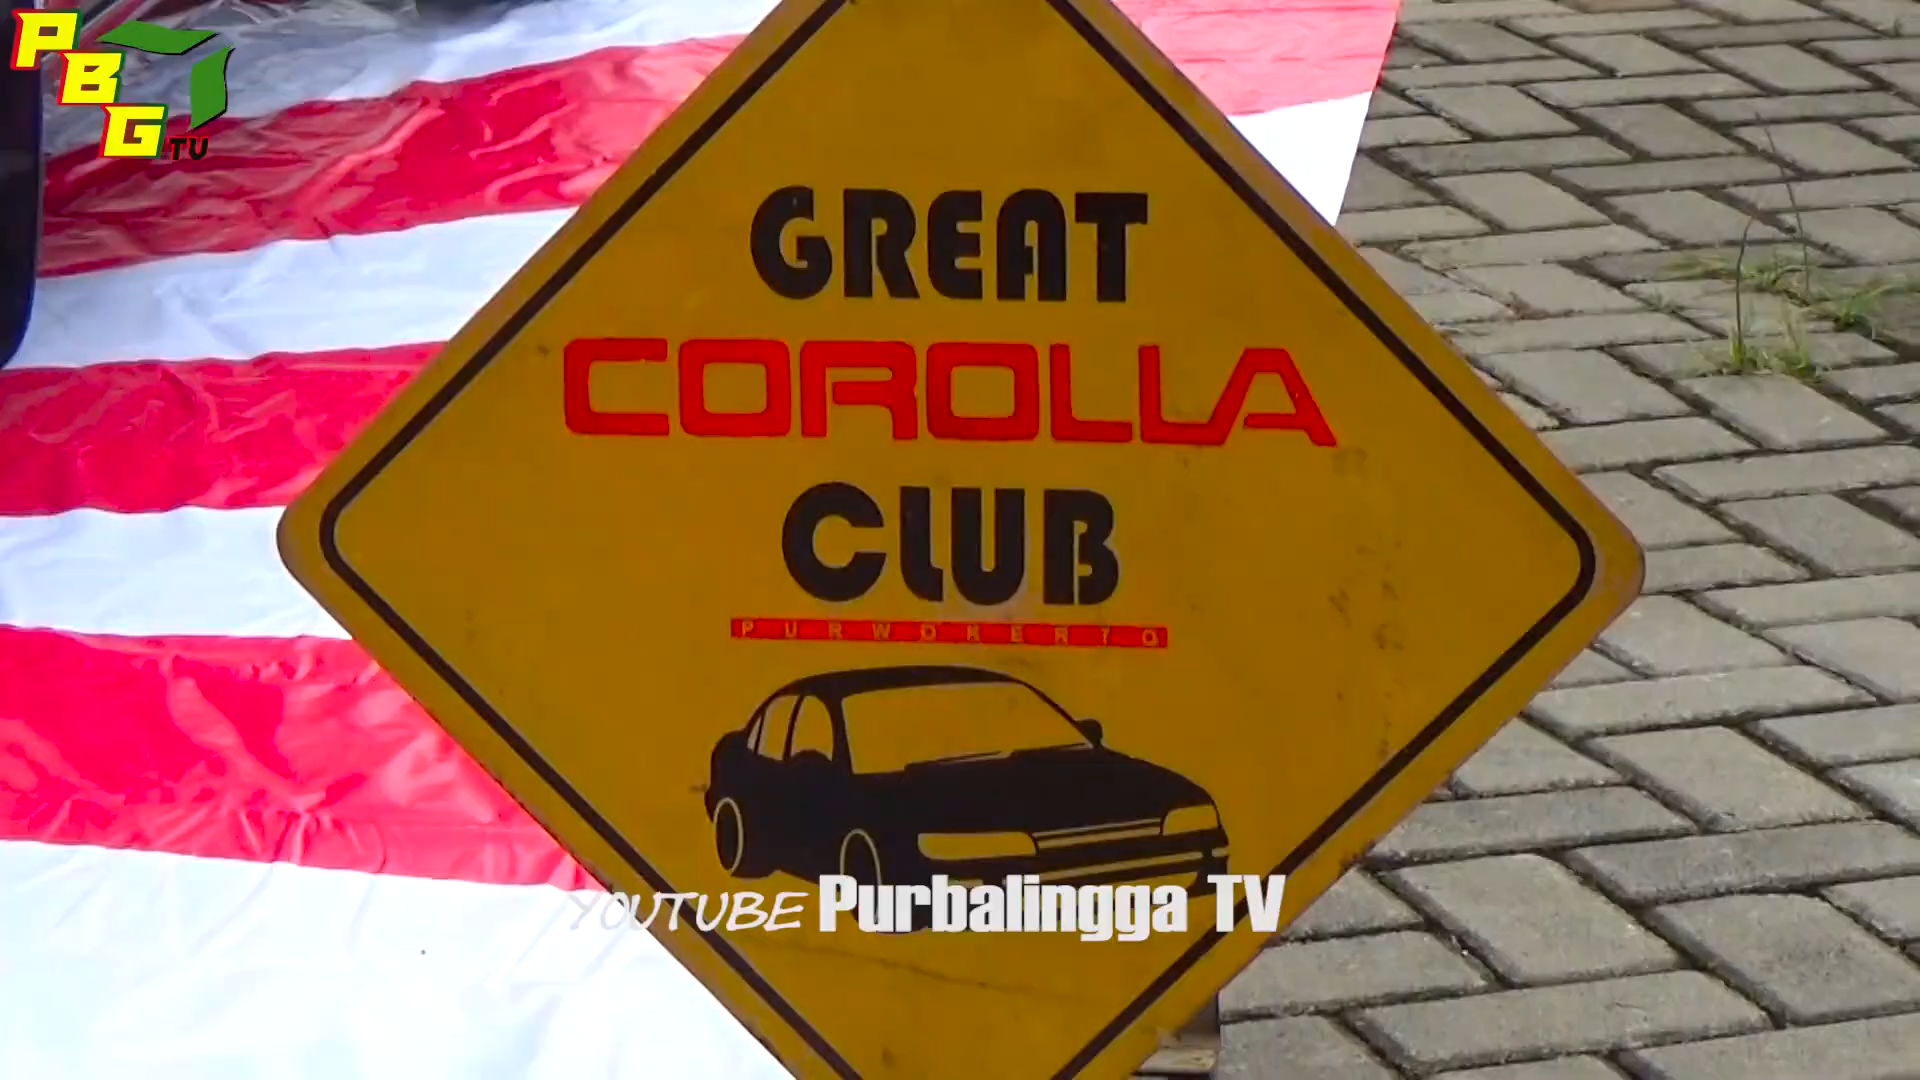 PBG TV
GREAT
COROLLA
CLUB
PURWOKERTO
YOUTUBE Purbalingga TV